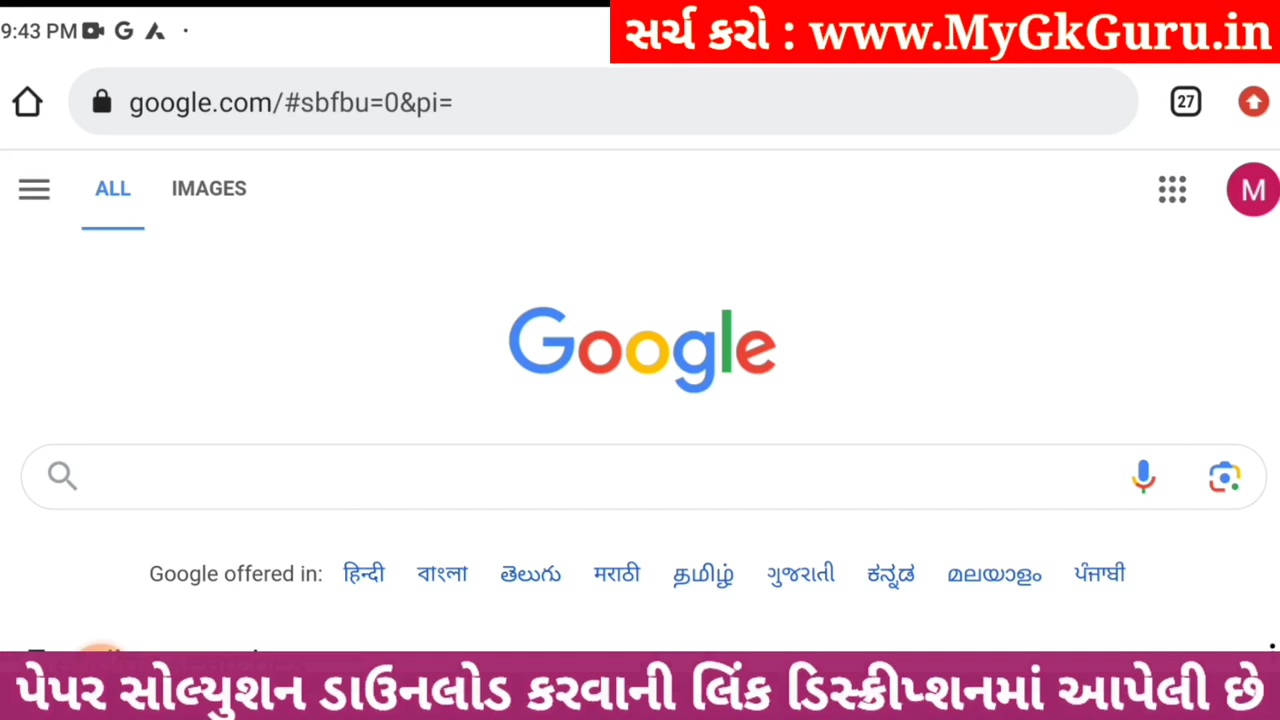 9:43 PM G
સર્ચ કરો : www.MyGkGuru.in
google.com/#sbfbu=0&pi=
27
ALL IMAGES
M
Google
Google offered in: हिन्दी বাংলা తెలుగు मराठी தமிழ் ગુજરાતી ಕನ್ನಡ മലയാളം ਪੰਜਾਬੀ
પેપર સોલ્યુશન ડાઉનલોડ કરવાની લિંક ડિસ્ક્રીપ્શનમાં આપેલી છે